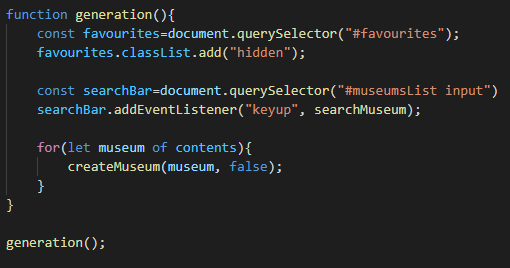 function generation(){
    const favourites=document.querySelector("#favourites");
    favourites.classList.add("hidden");

    const searchBar=document.querySelector("#museumsList input")
    searchBar.addEventListener("keyup", searchMuseum);

    for(let museum of contents){
        createMuseum(museum, false);
    }
}

generation();